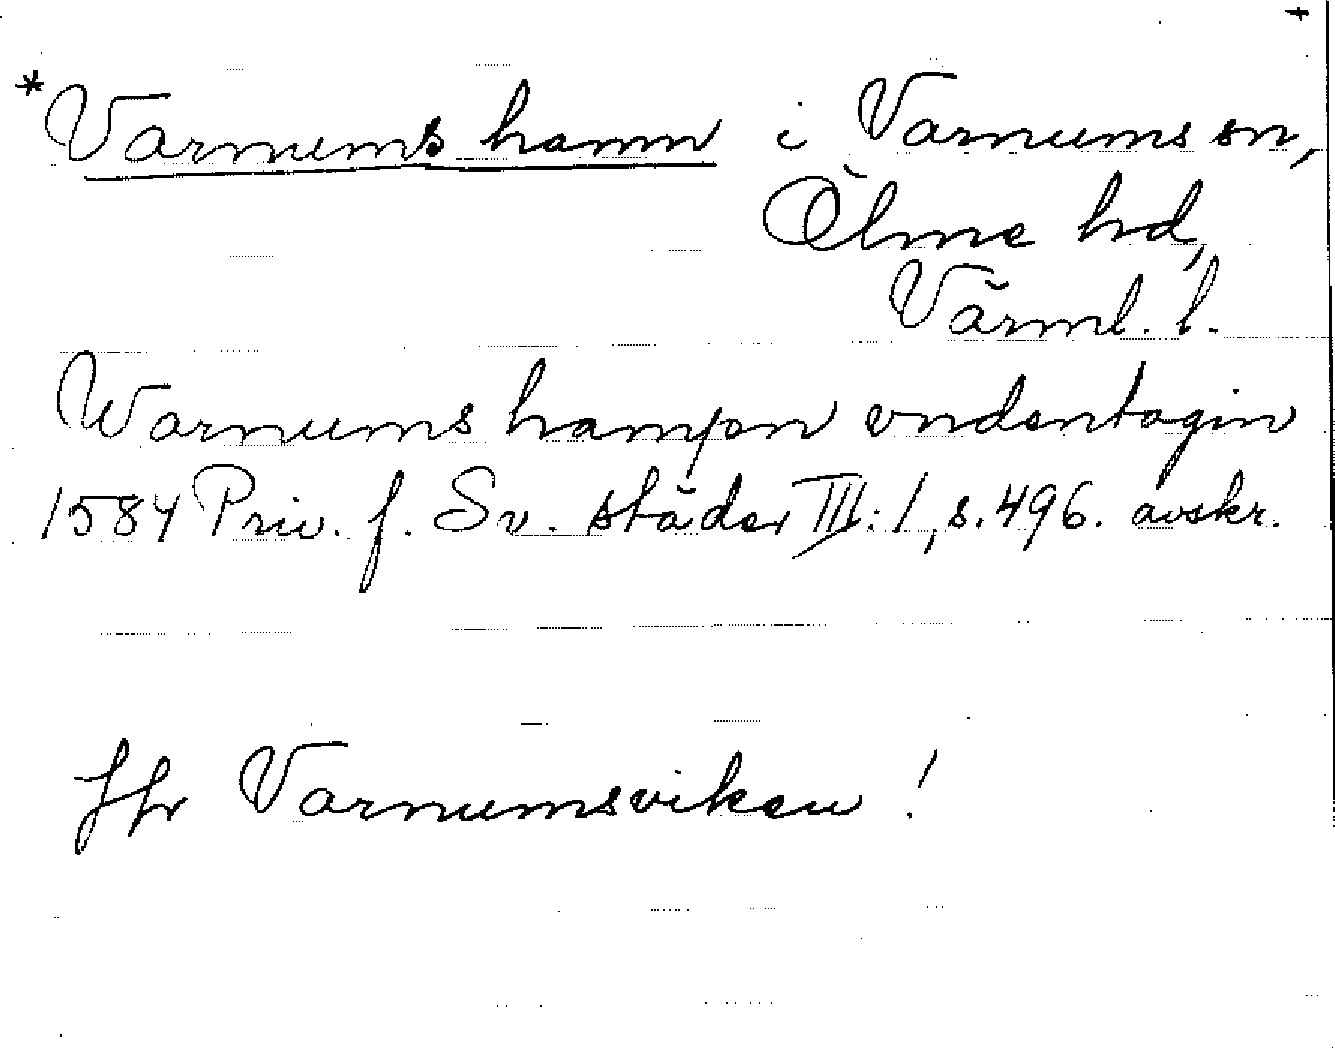 *Varnums hamn i Varnums sn,
Ölme hd,
Värml. l.
Warnums hampn vndentagin
1584 Priv. f. Sv. städer III:1, s. 496. avskr.
Jfr Varnumsviken!